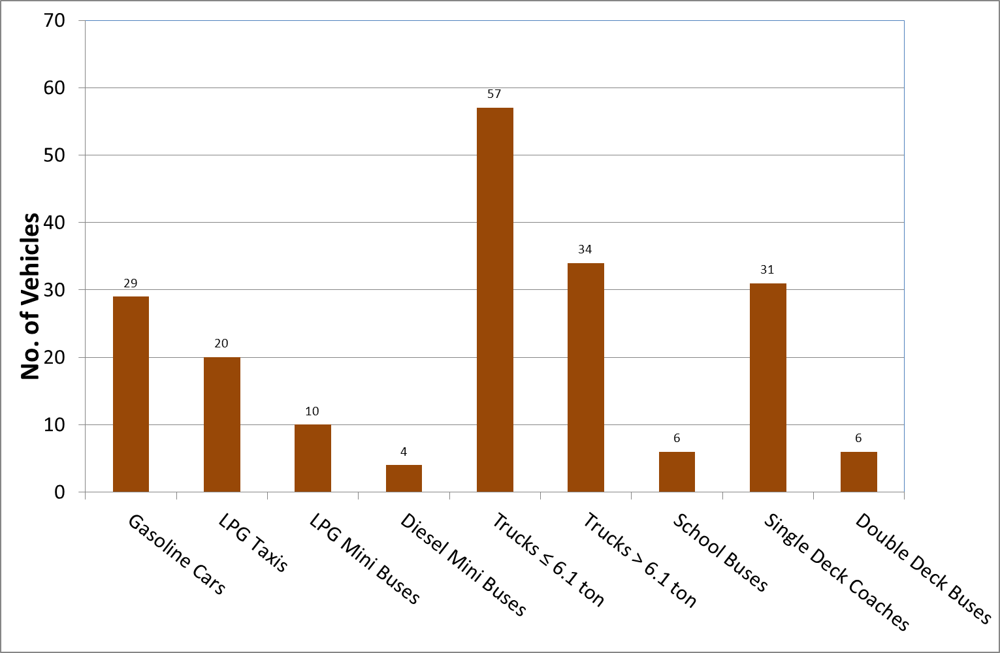 70
60
50
40
30
20
10
0
No. of Vehicles
29
20
10
4
57
34
6
31
6
Gasoline Cars
LPG Taxis
LPG Mini Buses
Diesel Mini Buses
Trucks ≤ 6.1 ton
Trucks > 6.1 ton
School Buses
Single Deck Coaches
Double Deck Buses